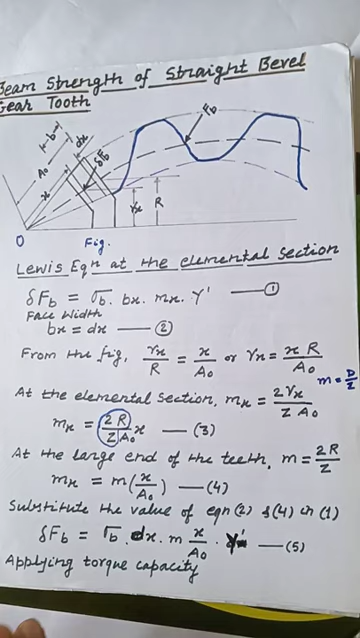 Beam Strength of Straight Bevel
Gear Tooth
|-b-|
A₀
dx
x
δFb
Fb
rx
R
O
Fig.
Lewis Eqn at the elemental Section
δFb = σb. bx. mx. Y' —— ①
Face Width
bx = dx —— ②
From the fig, rx/R = x/A₀ or rx = xR/A₀
m = D/Z
At the elemental Section, mx = 2rx/Z A₀
mx = (2R/Z A₀) x —— (3)
At the large end of the teeth, m = 2R/Z
mx = m(x/A₀) —— (4)
Substitute the value of eqn (2) & (4) in (1)
δFb = σb. dx. m x/A₀ . Y' —— (5)
Applying torque capacity